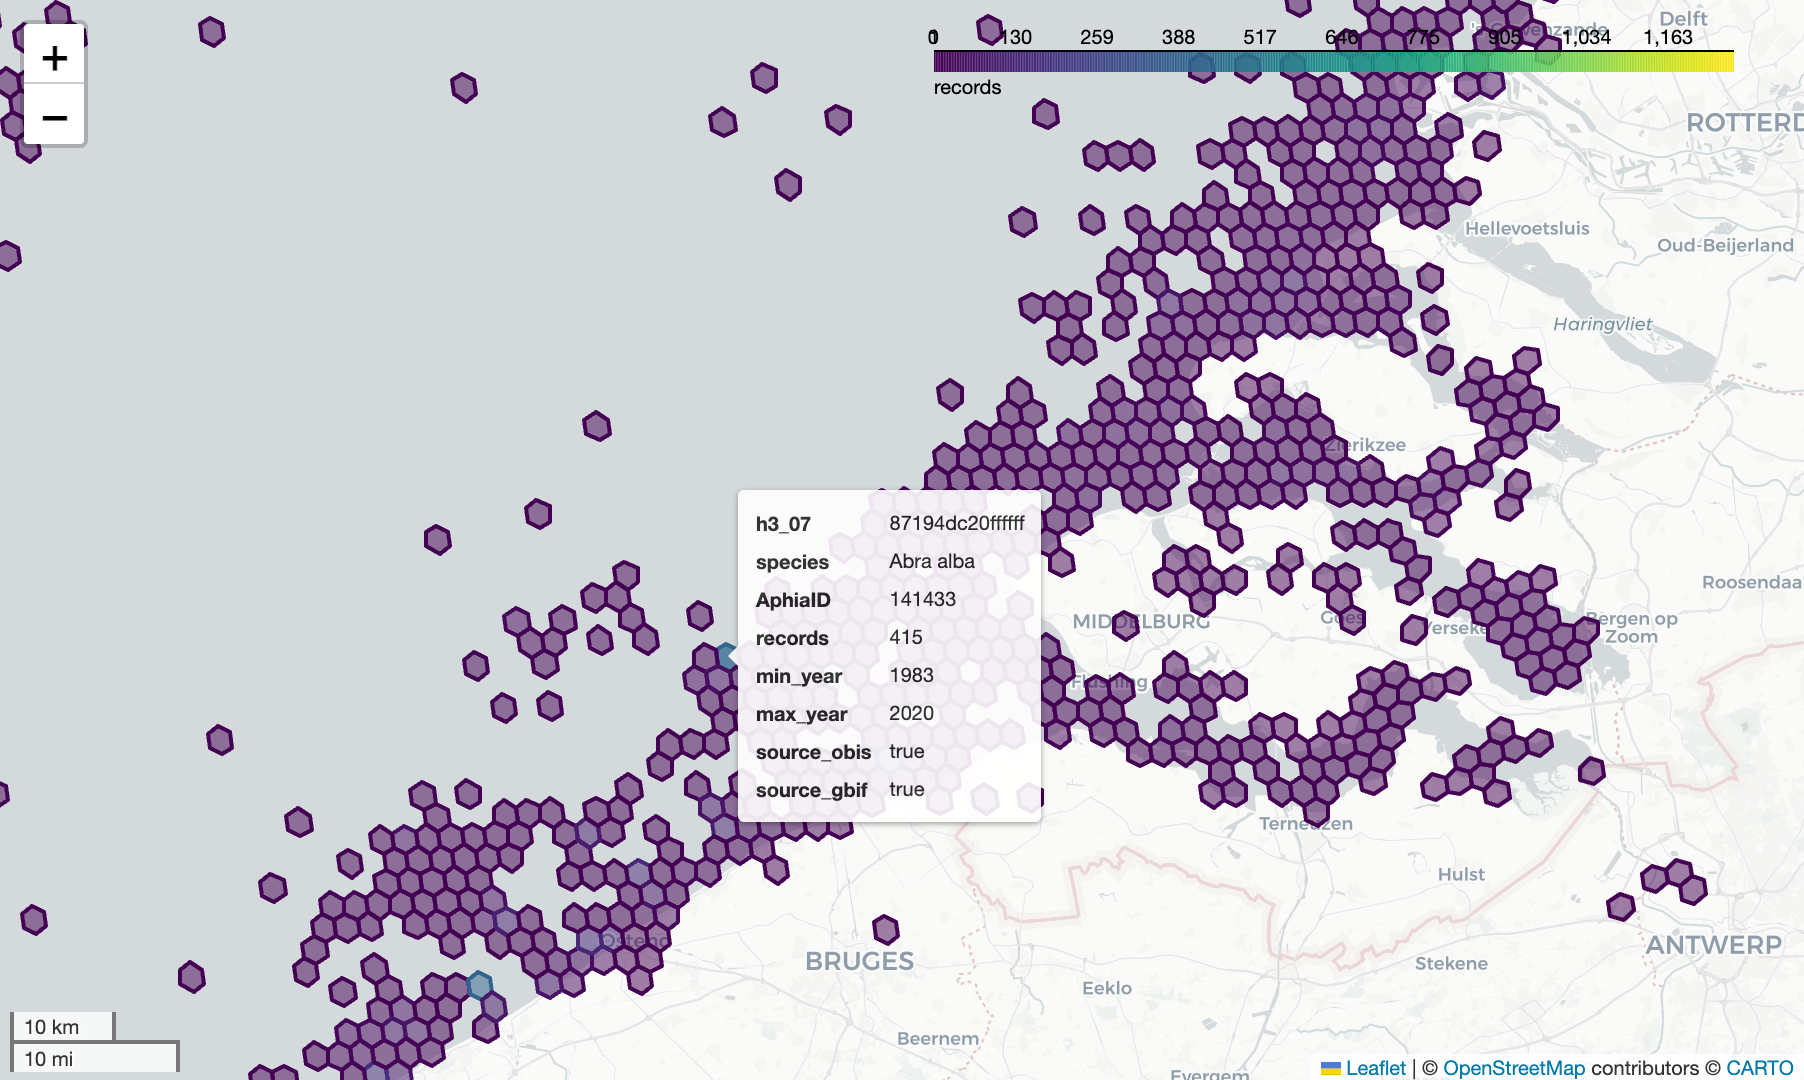 +
−
130 259 388 517 646 775 905 1,034 1,163
records
Delft
ROTTERD
Hellevoetsluis
Oud-Beijerland
Haringvliet
Zierikzee
h3_07 87194dc20ffffff
species Abra alba
AphiaID 141433
records 415
min_year 1983
max_year 2020
source_obis true
source_gbif true
MIDDELBURG
Goes
Yerseke
Bergen op
Zoom
Roosendaa
Flushing
Terneuzen
Hulst
Ostend
BRUGES
ANTWERP
Stekene
Eeklo
Beernem
Evergem
10 km
10 mi
Leaflet | © OpenStreetMap contributors © CARTO